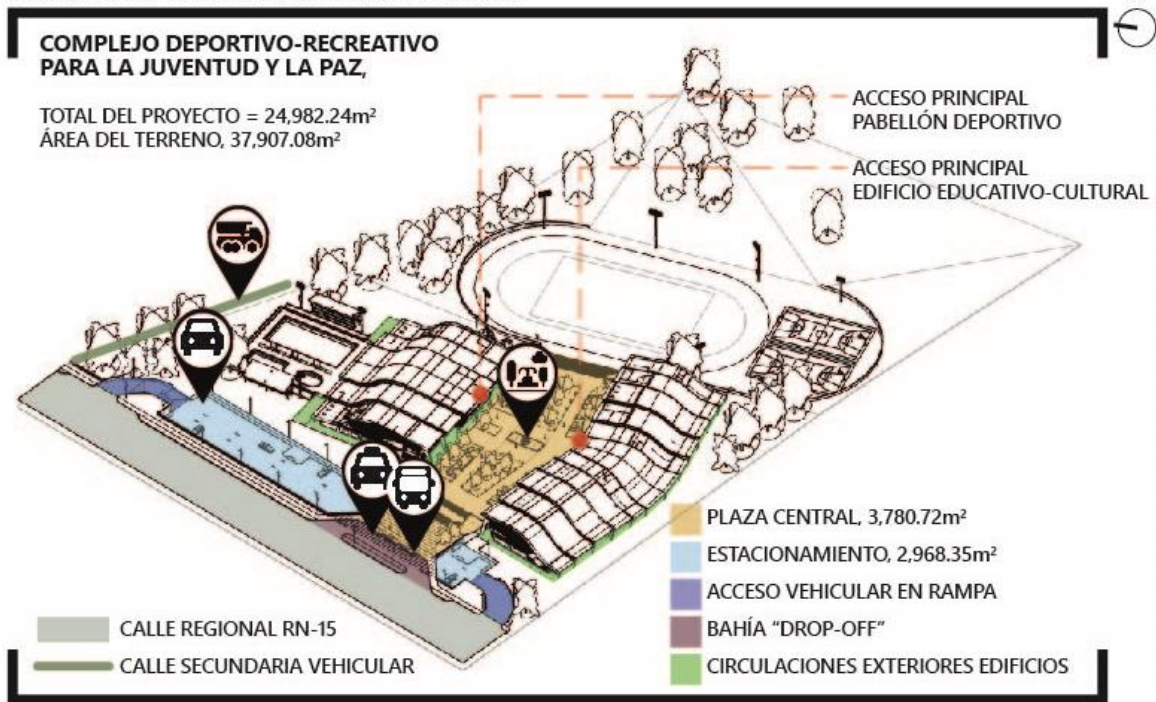 COMPLEJO DEPORTIVO-RECREATIVO
PARA LA JUVENTUD Y LA PAZ,
TOTAL DEL PROYECTO = 24,982.24m²
ÁREA DEL TERRENO, 37,907.08m²
ACCESO PRINCIPAL
PABELLÓN DEPORTIVO
ACCESO PRINCIPAL
EDIFICIO EDUCATIVO-CULTURAL
PLAZA CENTRAL, 3,780.72m²
ESTACIONAMIENTO, 2,968.35m²
ACCESO VEHICULAR EN RAMPA
BAHÍA “DROP-OFF”
CIRCULACIONES EXTERIORES EDIFICIOS
CALLE REGIONAL RN-15
CALLE SECUNDARIA VEHICULAR